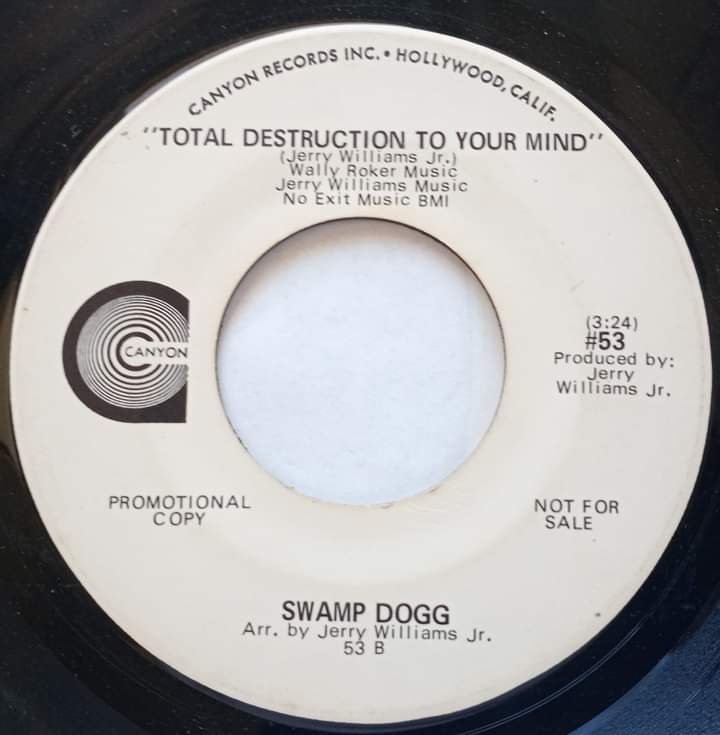 CANYON RECORDS INC. • HOLLYWOOD, CALIF.
"TOTAL DESTRUCTION TO YOUR MIND"
(Jerry Williams Jr.)
Wally Roker Music
Jerry Williams Music
No Exit Music BMI
CANYON
(3:24)
#53
Produced by:
Jerry
Williams Jr.
PROMOTIONAL
COPY
NOT FOR
SALE
SWAMP DOGG
Arr. by Jerry Williams Jr.
53 B